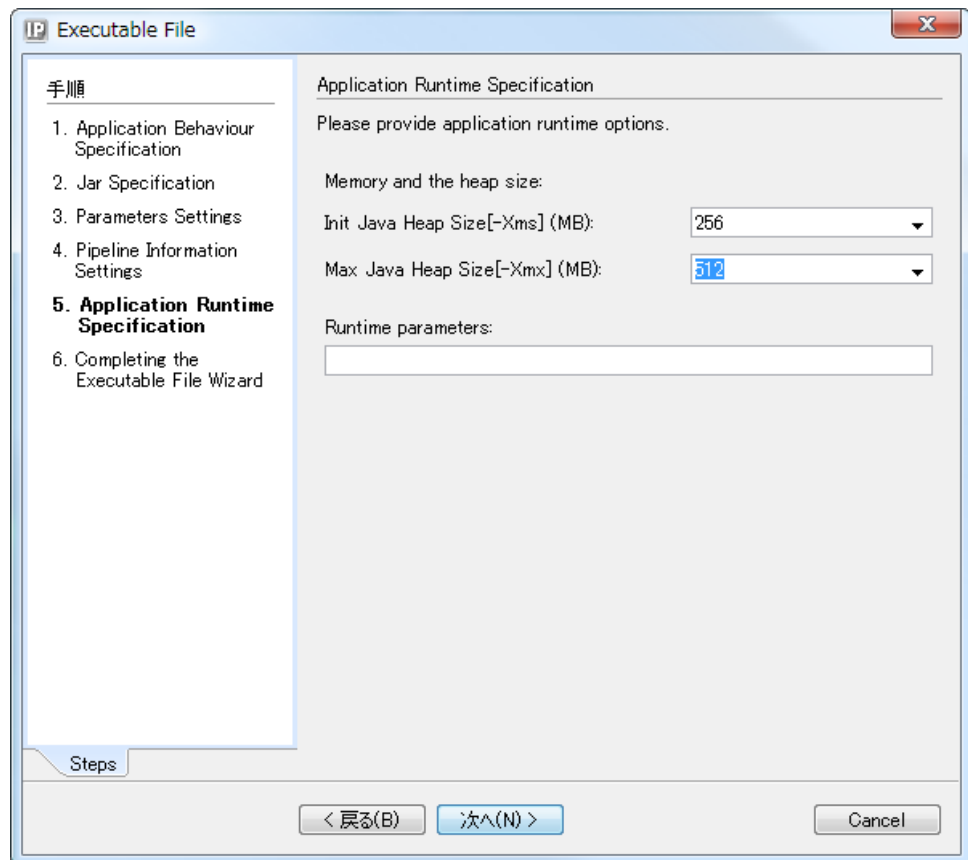 IP Executable File
手順
1. Application Behaviour
Specification
2. Jar Specification
3. Parameters Settings
4. Pipeline Information
Settings
5. Application Runtime
Specification
6. Completing the
Executable File Wizard
Steps
Application Runtime Specification
Please provide application runtime options.
Memory and the heap size:
Init Java Heap Size[-Xms] (MB): 256
Max Java Heap Size[-Xmx] (MB): 512
Runtime parameters:
< 戻る(B) 次へ(N) > Cancel